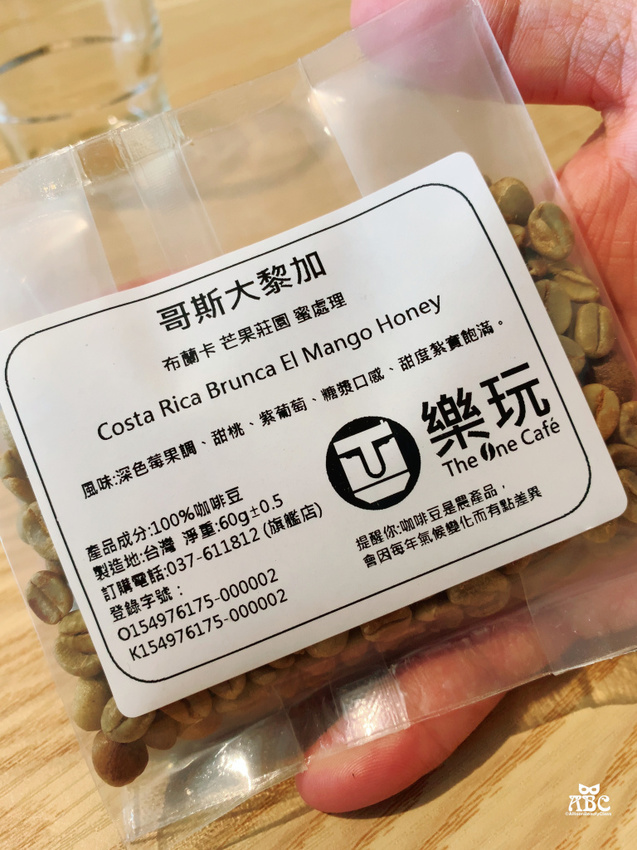 哥斯大黎加
布蘭卡 芒果莊園 蜜處理
Costa Rica Brunca El Mango Honey
風味:深色莓果調、甜桃、紫葡萄、糖漿口感、甜度紮實飽滿。
樂玩
The One Café
產品成分:100%咖啡豆
製造地:台灣 淨重:60g±0.5
訂購電話:037-611812 (旗艦店)
登錄字號：
O154976175-000002
K154976175-000002
提醒你:咖啡豆是農產品，
會因每年氣候變化而有點差異
ABC